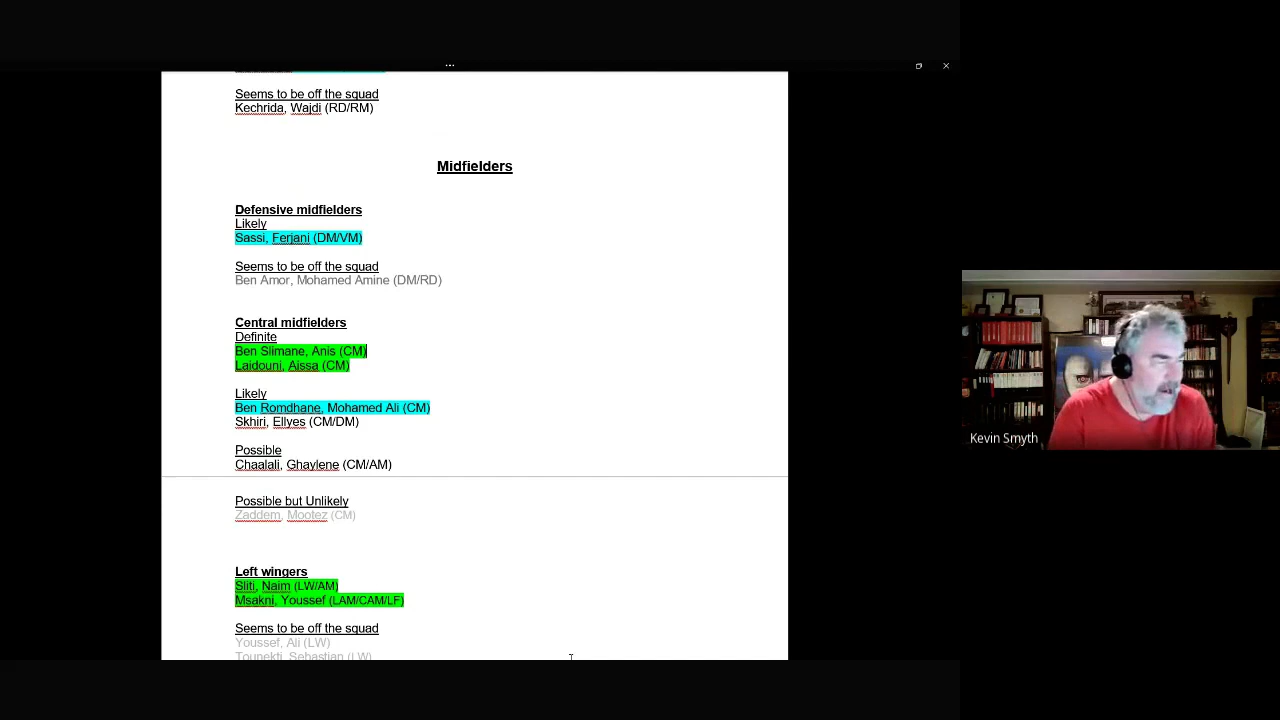 Seems to be off the squad
Kechrida, Wajdi (RD/RM)
Midfielders
Defensive midfielders
Likely
Sassi, Ferjani (DM/VM)
Seems to be off the squad
Ben Amor, Mohamed Amine (DM/RD)
Central midfielders
Definite
Ben Slimane, Anis (CM)
Laidouni, Aissa (CM)
Likely
Ben Romdhane, Mohamed Ali (CM)
Skhiri, Ellyes (CM/DM)
Possible
Chaalali, Ghaylene (CM/AM)
Possible but Unlikely
Zaddem, Mootez (CM)
Left wingers
Sliti, Naim (LW/AM)
Msakni, Youssef (LAM/CAM/LF)
Seems to be off the squad
Youssef, Ali (LW)
Tounekti, Sebastian (LW)
Kevin Smyth